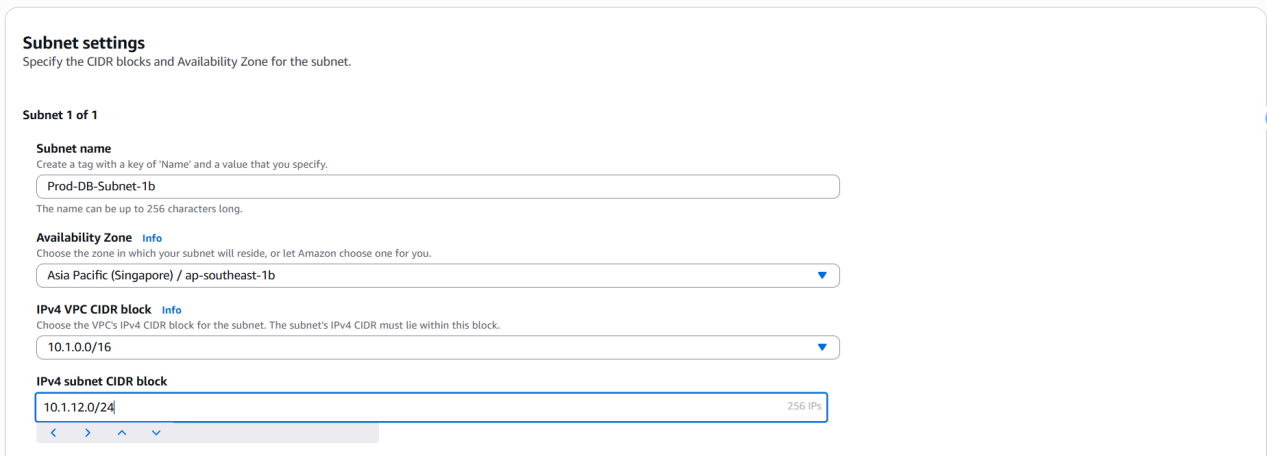 Subnet settings
Specify the CIDR blocks and Availability Zone for the subnet.
Subnet 1 of 1
Subnet name
Create a tag with a key of 'Name' and a value that you specify.
Prod-DB-Subnet-1b
The name can be up to 256 characters long.
Availability Zone Info
Choose the zone in which your subnet will reside, or let Amazon choose one for you.
Asia Pacific (Singapore) / ap-southeast-1b
IPv4 VPC CIDR block Info
Choose the VPC's IPv4 CIDR block for the subnet. The subnet's IPv4 CIDR must lie within this block.
10.1.0.0/16
IPv4 subnet CIDR block
10.1.12.0/24 256 IPs